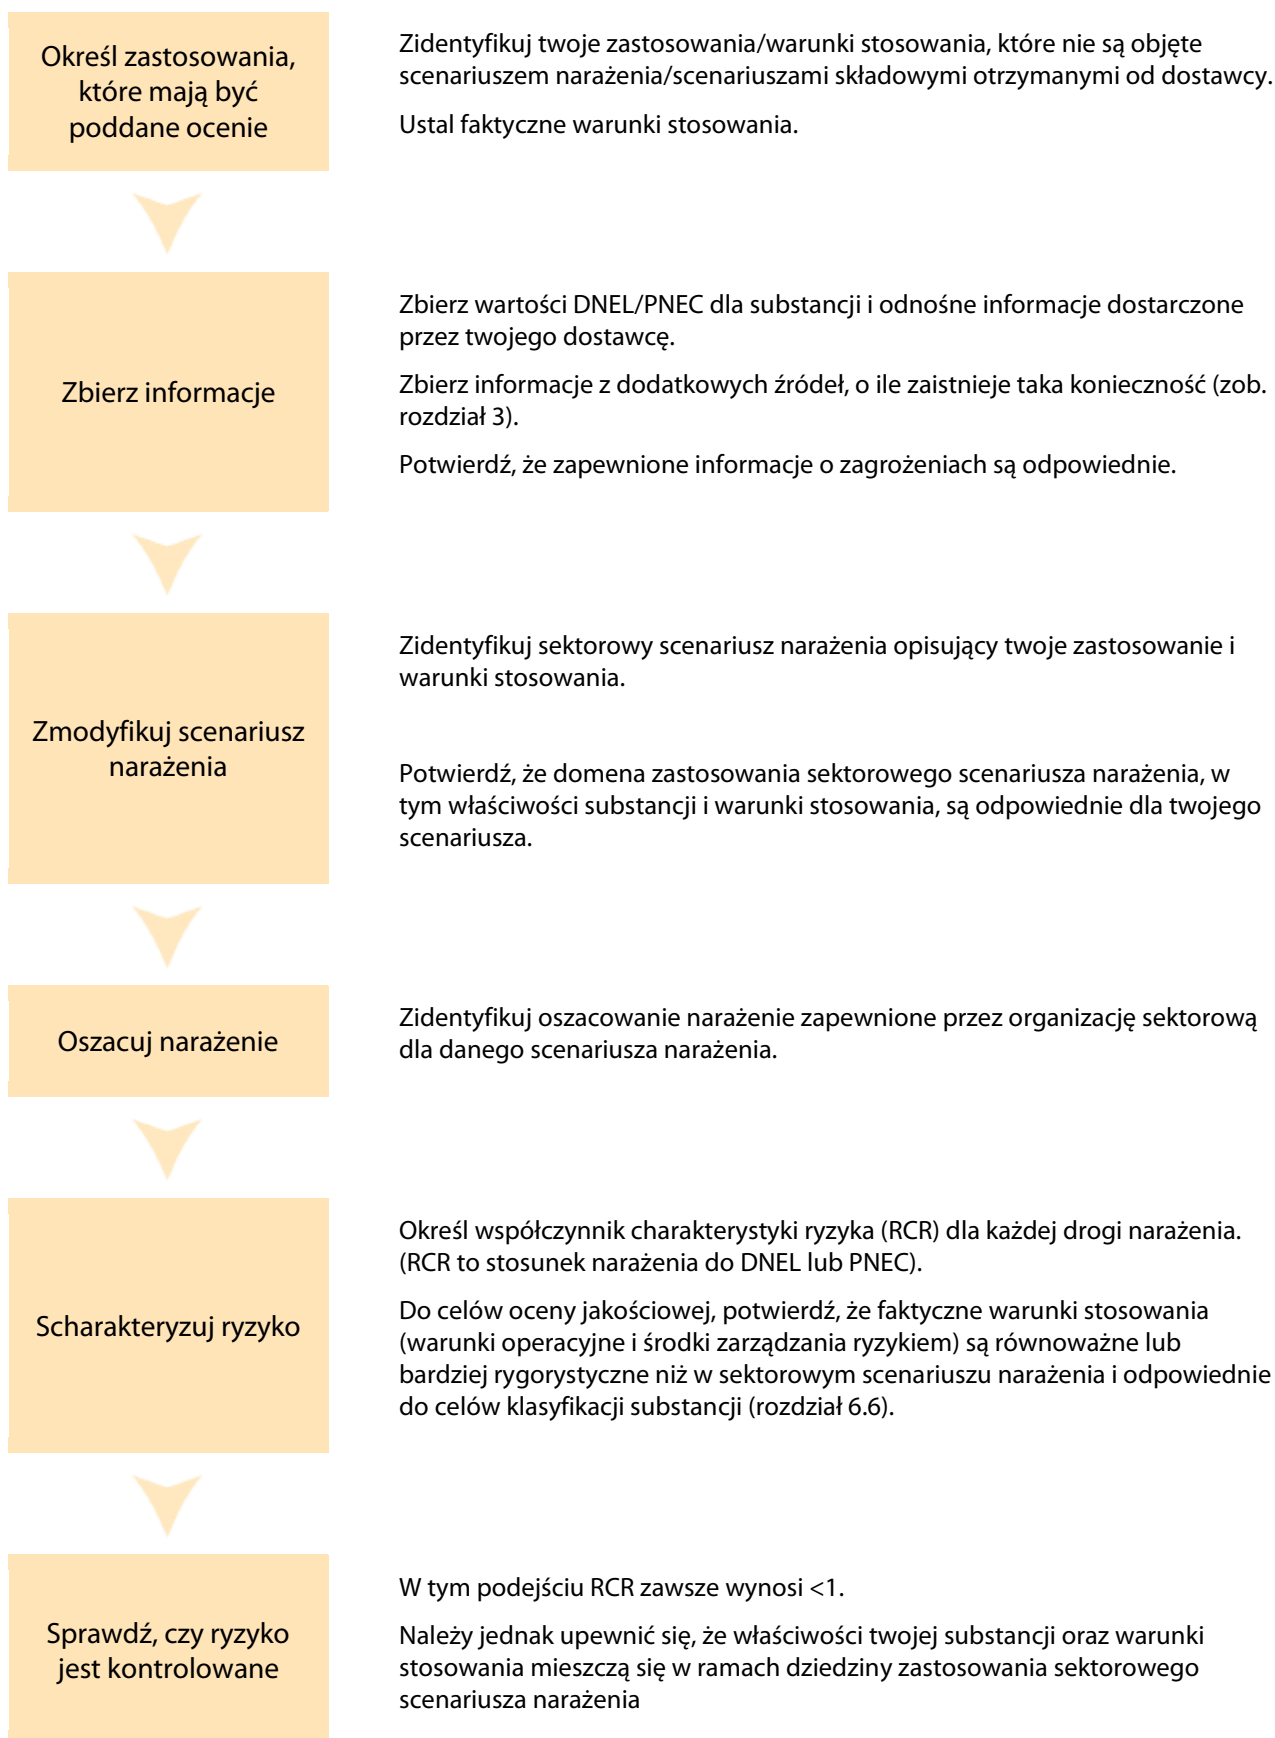 Określ zastosowania,
które mają być
poddane ocenie
Zidentyfikuj twoje zastosowania/warunki stosowania, które nie są objęte
scenariuszem narażenia/scenariuszami składowymi otrzymanymi od dostawcy.
Ustal faktyczne warunki stosowania.
Zbierz informacje
Zbierz wartości DNEL/PNEC dla substancji i odnośne informacje dostarczone
przez twojego dostawcę.
Zbierz informacje z dodatkowych źródeł, o ile zaistnieje taka konieczność (zob.
rozdział 3).
Potwierdź, że zapewnione informacje o zagrożeniach są odpowiednie.
Zmodyfikuj scenariusz
narażenia
Zidentyfikuj sektorowy scenariusz narażenia opisujący twoje zastosowanie i
warunki stosowania.
Potwierdź, że domena zastosowania sektorowego scenariusza narażenia, w
tym właściwości substancji i warunki stosowania, są odpowiednie dla twojego
scenariusza.
Oszacuj narażenie
Zidentyfikuj oszacowanie narażenie zapewnione przez organizację sektorową
dla danego scenariusza narażenia.
Scharakteryzuj ryzyko
Określ współczynnik charakterystyki ryzyka (RCR) dla każdej drogi narażenia.
(RCR to stosunek narażenia do DNEL lub PNEC).
Do celów oceny jakościowej, potwierdź, że faktyczne warunki stosowania
(warunki operacyjne i środki zarządzania ryzykiem) są równoważne lub
bardziej rygorystyczne niż w sektorowym scenariuszu narażenia i odpowiednie
do celów klasyfikacji substancji (rozdział 6.6).
Sprawdź, czy ryzyko
jest kontrolowane
W tym podejściu RCR zawsze wynosi <1.
Należy jednak upewnić się, że właściwości twojej substancji oraz warunki
stosowania mieszczą się w ramach dziedziny zastosowania sektorowego
scenariusza narażenia